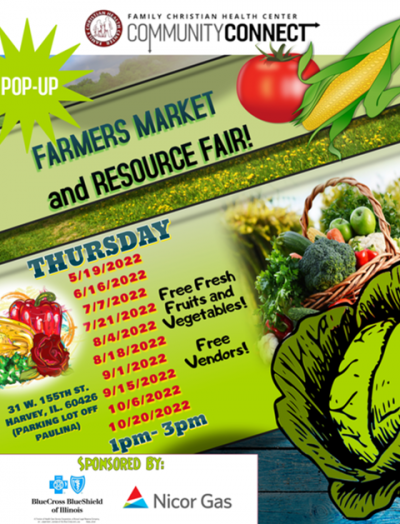 FAMILY CHRISTIAN HEALTH CENTER
COMMUNITYCONNECT
POP-UP
FARMERS MARKET
and RESOURCE FAIR!
THURSDAY
5/19/2022
6/16/2022
7/7/2022
7/21/2022
8/4/2022
8/18/2022
9/1/2022
9/15/2022
10/6/2022
10/20/2022
1pm- 3pm
Free Fresh
Fruits and
Vegetables!
Free
Vendors!
31 W. 155TH ST.
HARVEY, IL. 60426
(PARKING LOT OFF
PAULINA)
SPONSORED BY:
BlueCross BlueShield
of Illinois
Nicor Gas